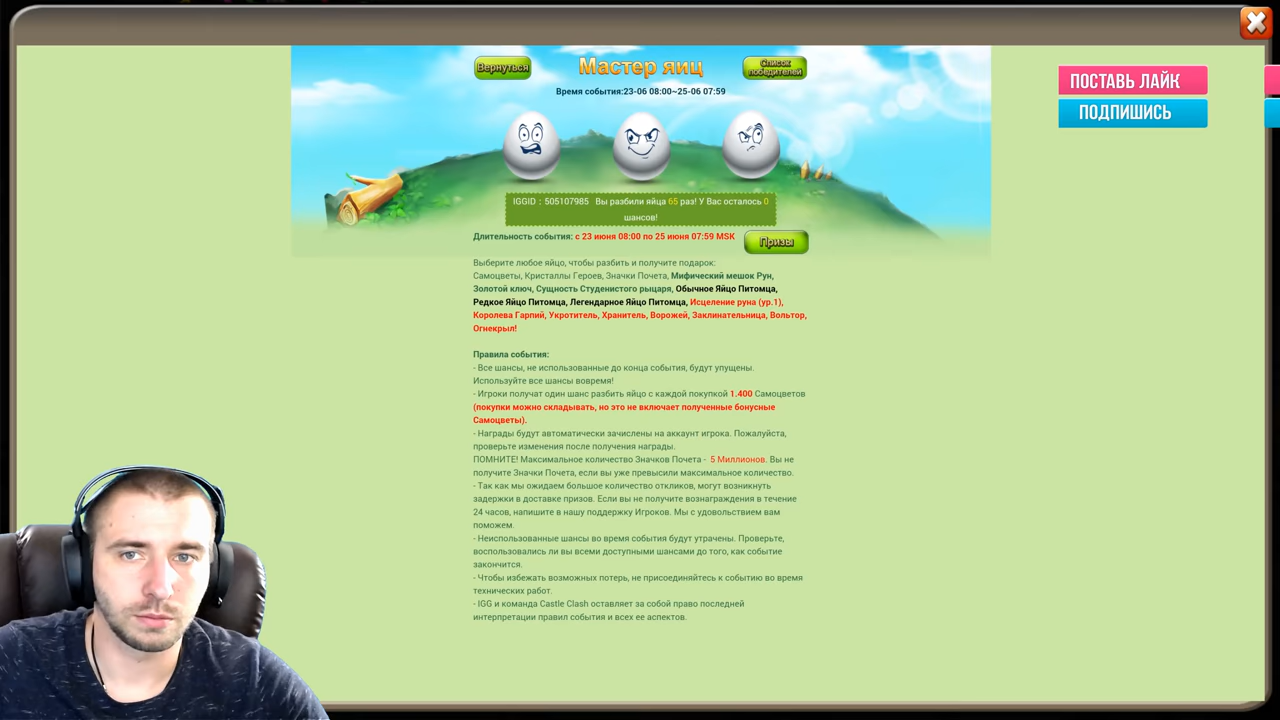 Вернуться
Мастер яиц
Список
победителей
Время события:23-06 08:00~25-06 07:59
ПОСТАВЬ ЛАЙК
ПОДПИШИСЬ
IGGID : 505107985 Вы разбили яйца 65 раз! У Вас осталось 0
шансов!
Длительность события: с 23 июня 08:00 по 25 июня 07:59 MSK
Призы
Выберите любое яйцо, чтобы разбить и получите подарок:
Самоцветы, Кристаллы Героев, Значки Почета, Мифический мешок Рун,
Золотой ключ, Сущность Студенистого рыцаря, Обычное Яйцо Питомца,
Редкое Яйцо Питомца, Легендарное Яйцо Питомца, Исцеление руна (ур.1),
Королева Гарпий, Укротитель, Хранитель, Ворожей, Заклинательница, Вольтор,
Огнекрыл!
Правила события:
- Все шансы, не использованные до конца события, будут упущены.
Используйте все шансы вовремя!
- Игроки получат один шанс разбить яйцо с каждой покупкой 1.400 Самоцветов
(покупки можно складывать, но это не включает полученные бонусные
Самоцветы).
- Награды будут автоматически зачислены на аккаунт игрока. Пожалуйста,
проверьте изменения после получения награды.
ПОМНИТЕ! Максимальное количество Значков Почета - 5 Миллионов. Вы не
получите Значки Почета, если вы уже превысили максимальное количество.
- Так как мы ожидаем большое количество откликов, могут возникнуть
задержки в доставке призов. Если вы не получите вознаграждения в течение
24 часов, напишите в нашу поддержку Игроков. Мы с удовольствием вам
поможем.
- Неиспользованные шансы во время события будут утрачены. Проверьте,
воспользовались ли вы всеми доступными шансами до того, как событие
закончится.
- Чтобы избежать возможных потерь, не присоединяйтесь к событию во время
технических работ.
- IGG и команда Castle Clash оставляет за собой право последней
интерпретации правил события и всех ее аспектов.